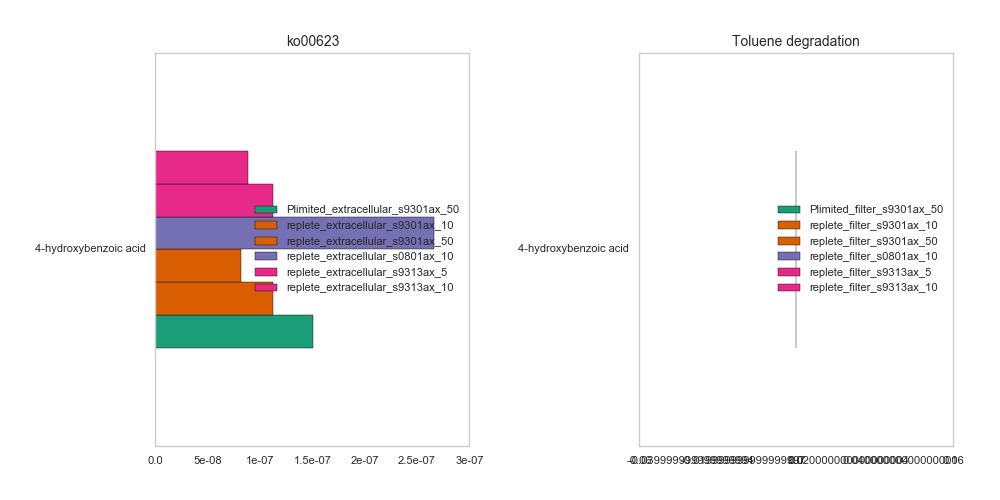 ko00623
4-hydroxybenzoic acid
Plimited_extracellular_s9301ax_50
replete_extracellular_s9301ax_10
replete_extracellular_s9301ax_50
replete_extracellular_s0801ax_10
replete_extracellular_s9313ax_5
replete_extracellular_s9313ax_10
0.0 5e-08 1e-07 1.5e-07 2e-07 2.5e-07 3e-07
Toluene degradation
4-hydroxybenzoic acid
Plimited_filter_s9301ax_50
replete_filter_s9301ax_10
replete_filter_s9301ax_50
replete_filter_s0801ax_10
replete_filter_s9313ax_5
replete_filter_s9313ax_10